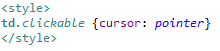 <style>
td.clickable {cursor: pointer}
</style>